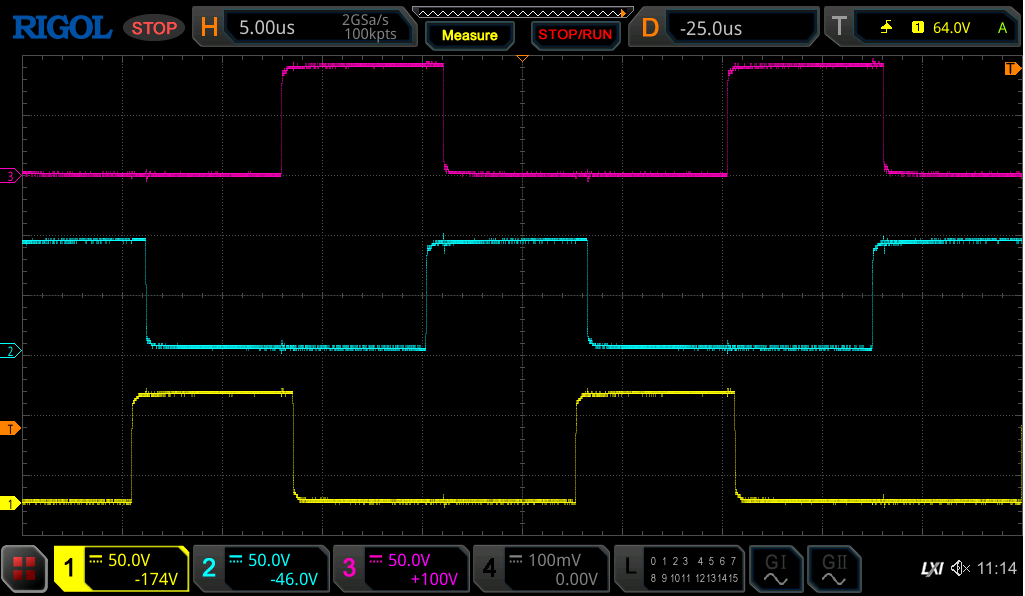 RIGOL STOP H 5.00us 2GSa/s 100kpts Measure STOP/RUN D -25.0us T 1 64.0V A
T
3
2
T
1
1 50.0V -174V 2 50.0V -46.0V 3 50.0V +100V 4 100mV 0.00V L 0 1 2 3 4 5 6 7 8 9 10 11 12 13 14 15 GI GII LXI 11:14